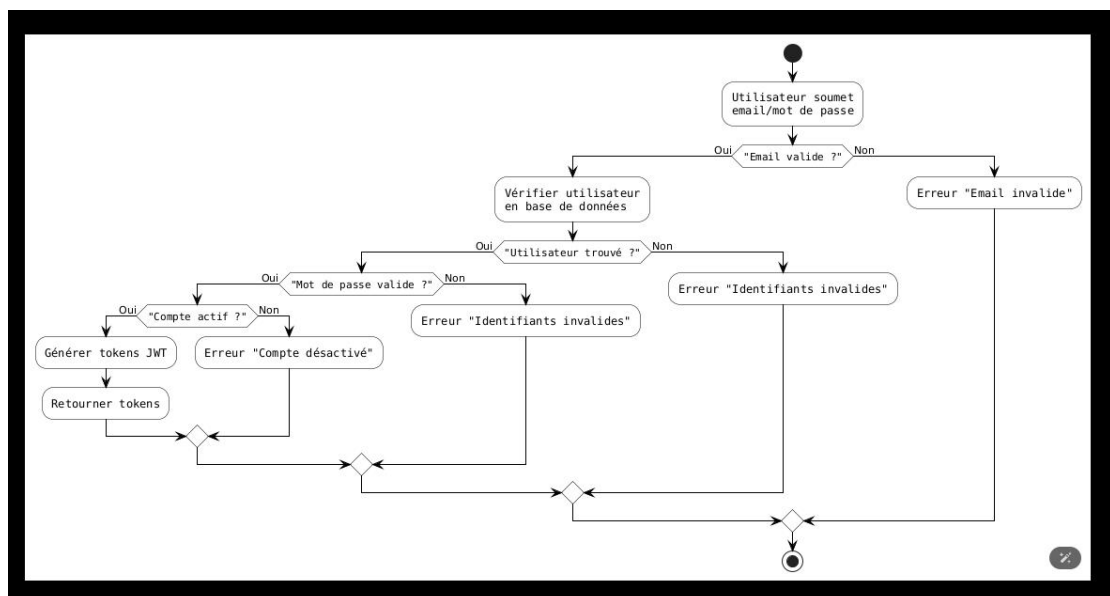 Utilisateur soumet
email/mot de passe
Oui
"Email valide ?"
Non
Vérifier utilisateur
en base de données
Erreur "Email invalide"
Oui
"Utilisateur trouvé ?"
Non
Oui
"Mot de passe valide ?"
Non
Erreur "Identifiants invalides"
Oui
"Compte actif ?"
Non
Erreur "Identifiants invalides"
Générer tokens JWT
Erreur "Compte désactivé"
Retourner tokens